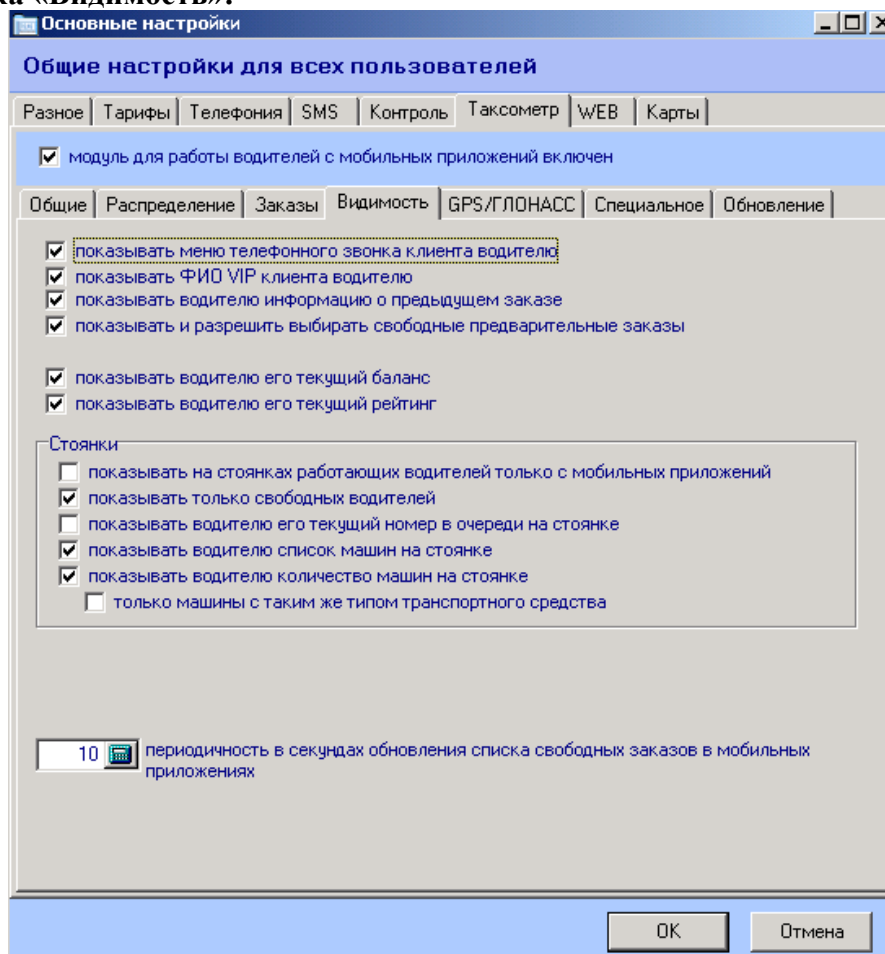 ка «Видимость».
Основные настройки
Общие настройки для всех пользователей
Разное Тарифы Телефония SMS Контроль Таксометр WEB Карты
модуль для работы водителей с мобильных приложений включен
Общие Распределение Заказы Видимость GPS/ГЛОНАСС Специальное Обновление
показывать меню телефонного звонка клиента водителю
показывать ФИО VIP клиента водителю
показывать водителю информацию о предыдущем заказе
показывать и разрешить выбирать свободные предварительные заказы
показывать водителю его текущий баланс
показывать водителю его текущий рейтинг
Стоянки
показывать на стоянках работающих водителей только с мобильных приложений
показывать только свободных водителей
показывать водителю его текущий номер в очереди на стоянке
показывать водителю список машин на стоянке
показывать водителю количество машин на стоянке
только машины с таким же типом транспортного средства
10 периодичность в секундах обновления списка свободных заказов в мобильных
приложениях
OK Отмена